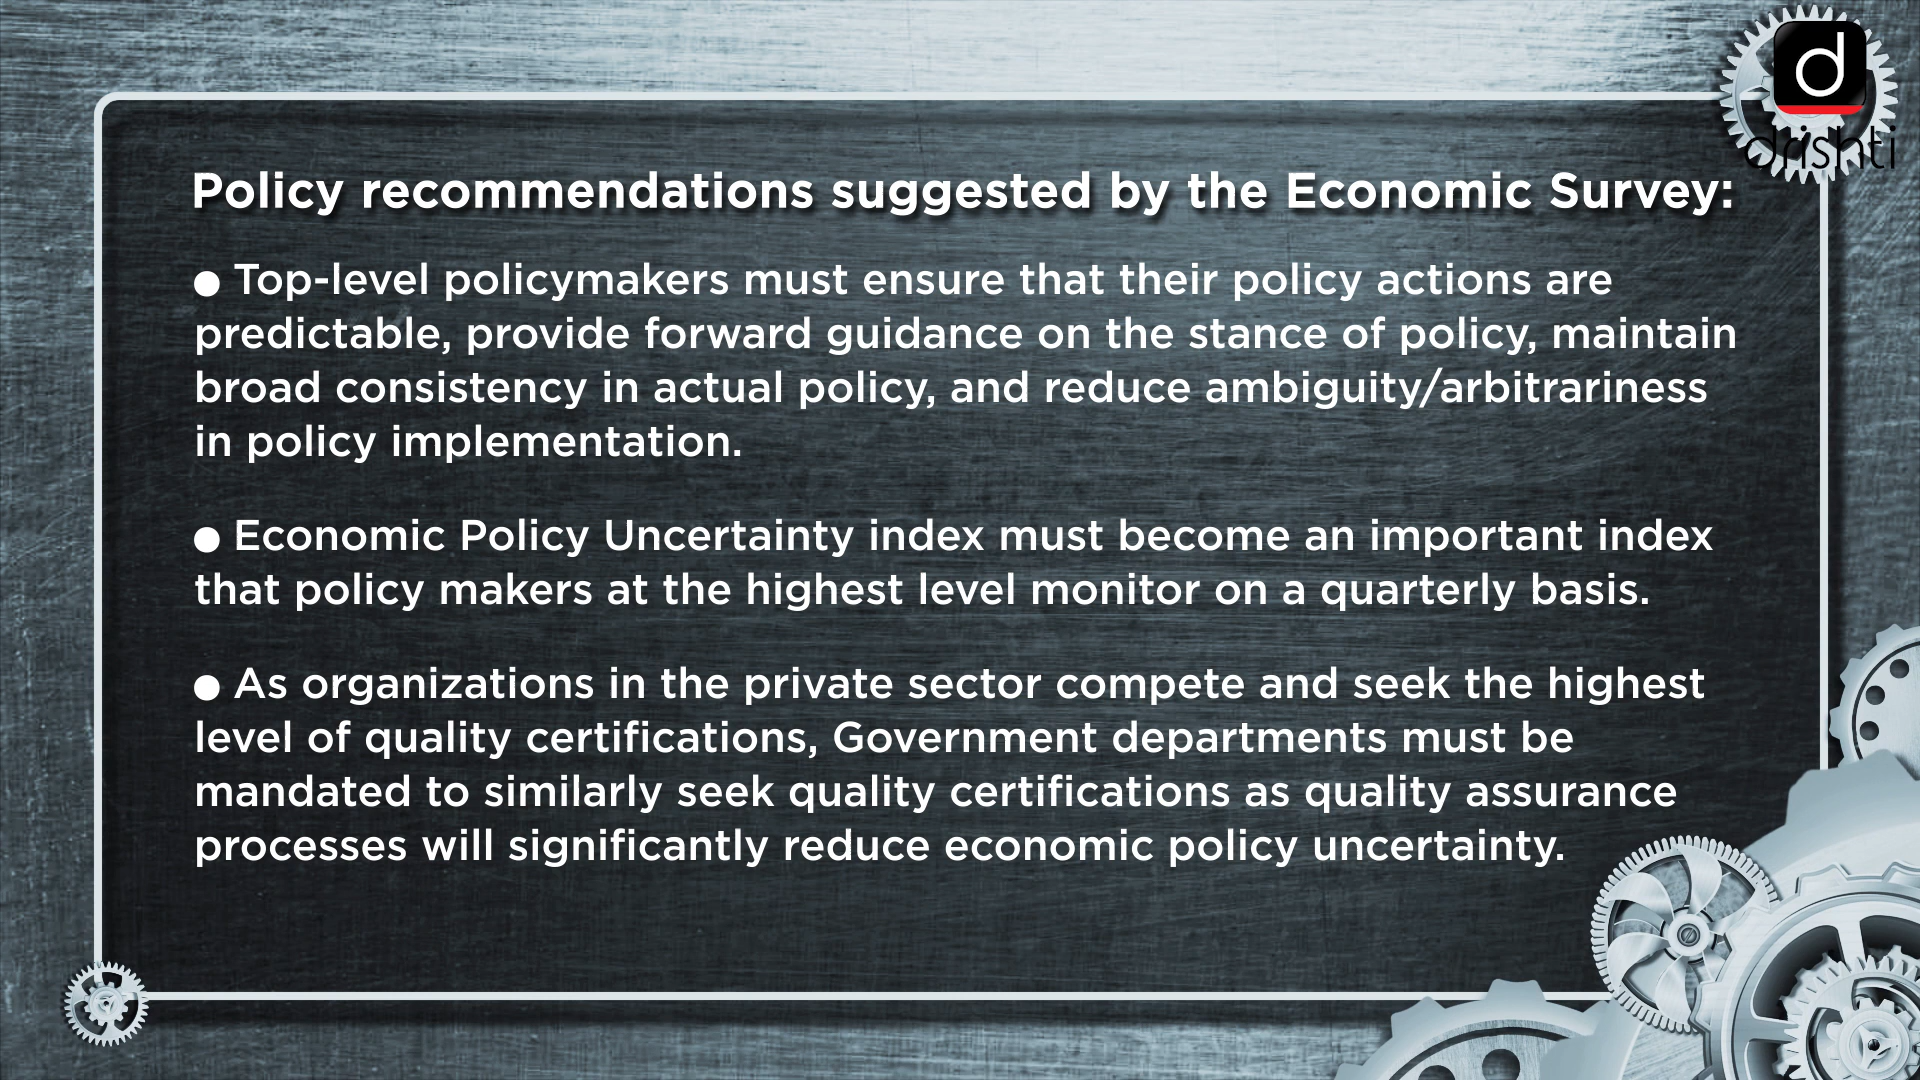 d
drishti
Policy recommendations suggested by the Economic Survey:
● Top-level policymakers must ensure that their policy actions are
predictable, provide forward guidance on the stance of policy, maintain
broad consistency in actual policy, and reduce ambiguity/arbitrariness
in policy implementation.
● Economic Policy Uncertainty index must become an important index
that policy makers at the highest level monitor on a quarterly basis.
● As organizations in the private sector compete and seek the highest
level of quality certifications, Government departments must be
mandated to similarly seek quality certifications as quality assurance
processes will significantly reduce economic policy uncertainty.